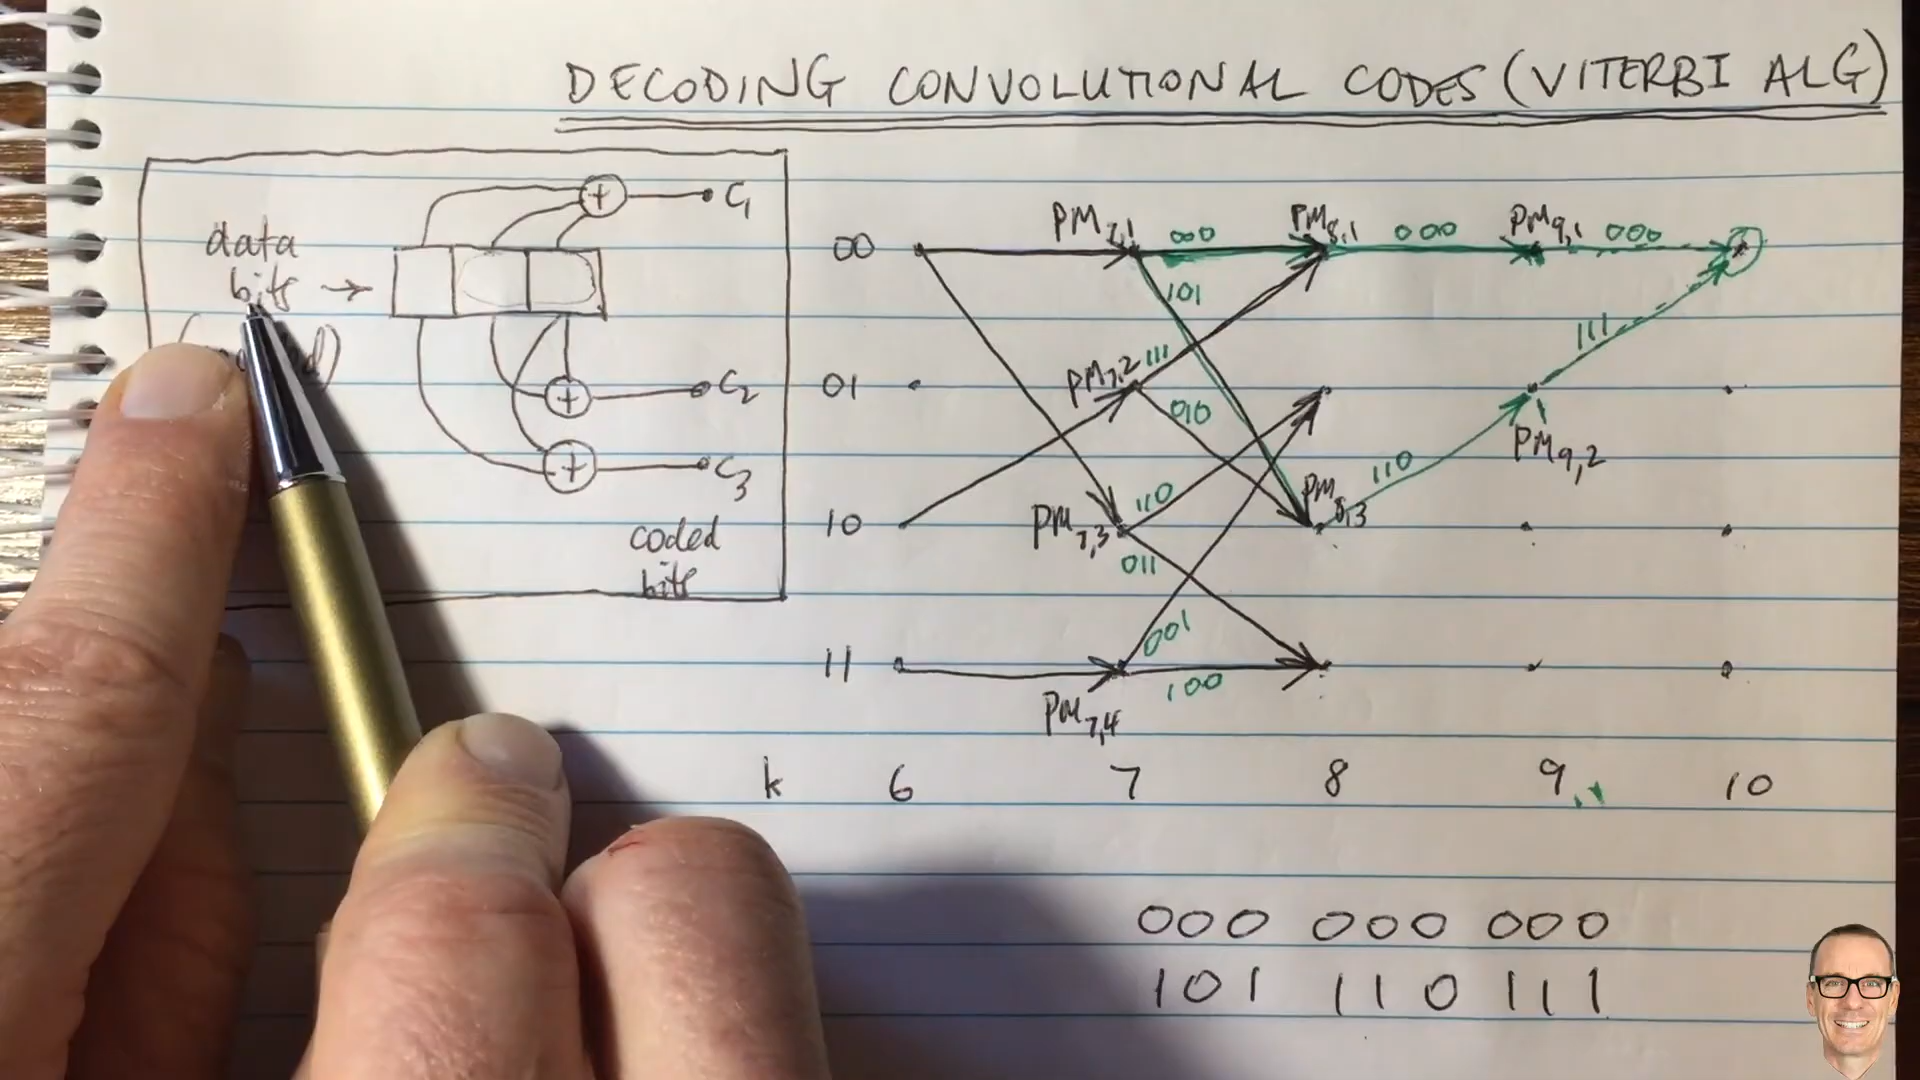 DECODING CONVOLUTIONAL CODES (VITERBI ALG)
data
bits →
+ C1
+ C2
+ C3
coded
bits
00 PM7,1 000 PM8,1 000 PM9,1 000
101
111
01 PM7,2 111
010 PM9,2
110
10 PM7,3 110 PM8,3
011
001
11 100
PM7,4
k 6 7 8 9 10
000 000 000
101 110 111